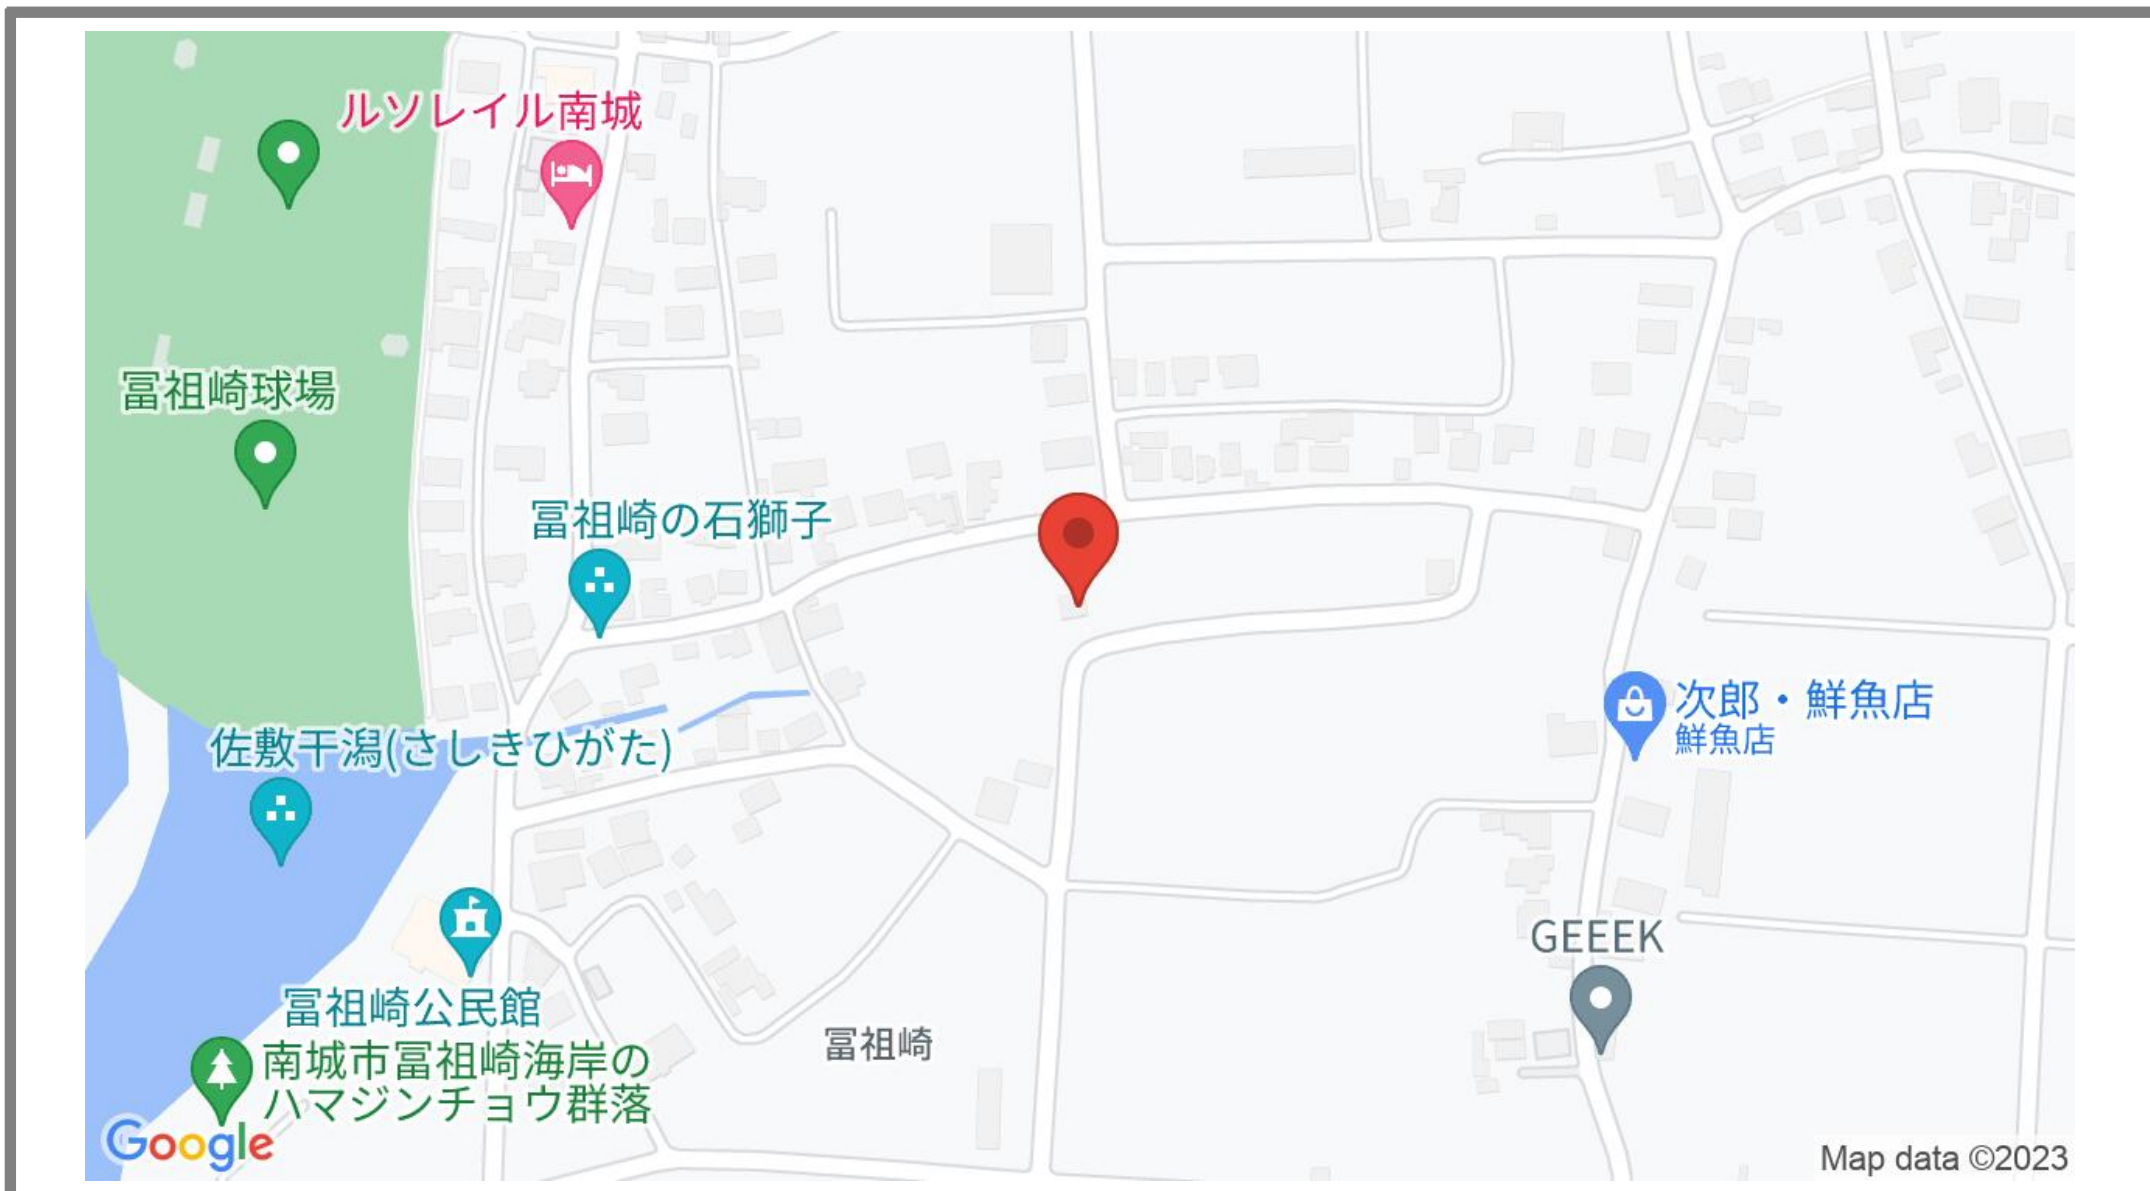 ルソレイル南城
冨祖崎球場
冨祖崎の石獅子
次郎・鮮魚店
鮮魚店
佐敷干潟(さしきひがた)
GEEEK
冨祖崎公民館
冨祖崎
南城市冨祖崎海岸の
ハマジンチョウ群落
Google
Map data ©2023